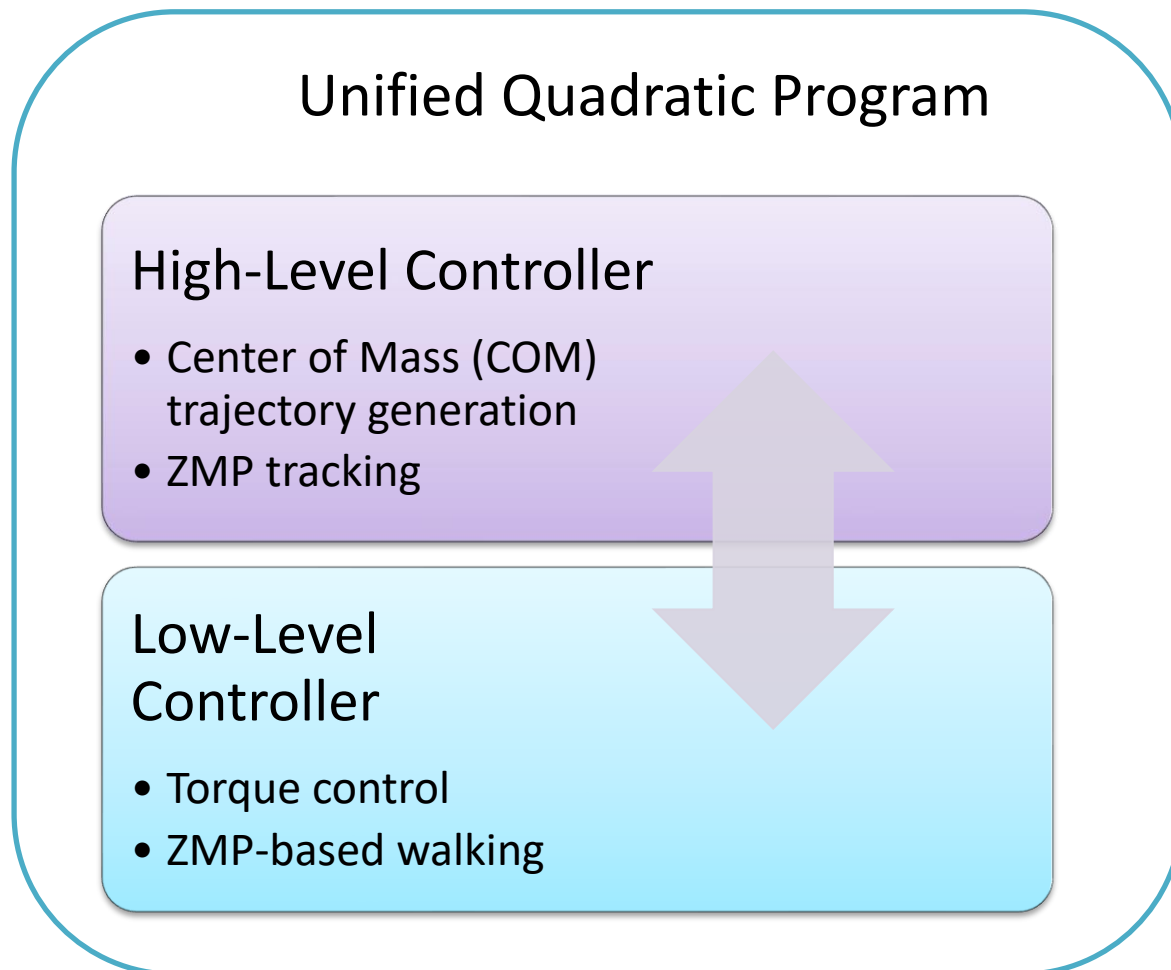 Unified Quadratic Program
High-Level Controller
• Center of Mass (COM)
trajectory generation
• ZMP tracking
Low-Level
Controller
• Torque control
• ZMP-based walking